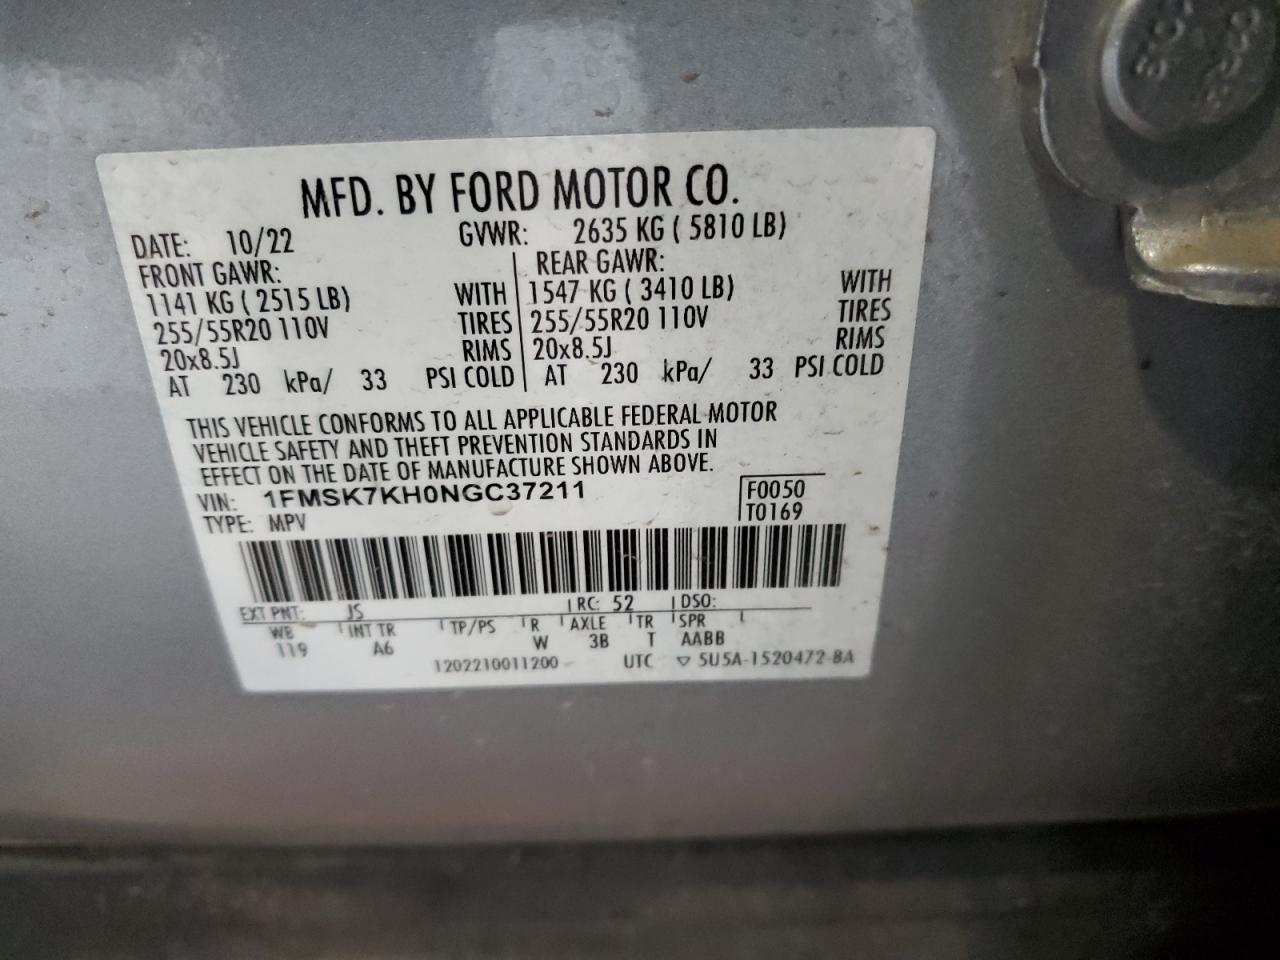 MFD. BY FORD MOTOR CO.
DATE: 10/22 GVWR: 2635 KG ( 5810 LB)
FRONT GAWR: REAR GAWR:
1141 KG ( 2515 LB) WITH 1547 KG ( 3410 LB) WITH
255/55R20 110V TIRES 255/55R20 110V TIRES
20x8.5J RIMS 20x8.5J RIMS
AT 230 kPa/ 33 PSI COLD AT 230 kPa/ 33 PSI COLD
THIS VEHICLE CONFORMS TO ALL APPLICABLE FEDERAL MOTOR
VEHICLE SAFETY AND THEFT PREVENTION STANDARDS IN
EFFECT ON THE DATE OF MANUFACTURE SHOWN ABOVE.
VIN: 1FMSK7KH0NGC37211 F0050
TYPE: MPV T0169
EXT PNT: JS RC: 52 DSO:
WB INT TR TP/PS R AXLE TR SPR
119 A6 W 3B T AABB
1202210011200 UTC ▽ 5U5A-1520472-BA